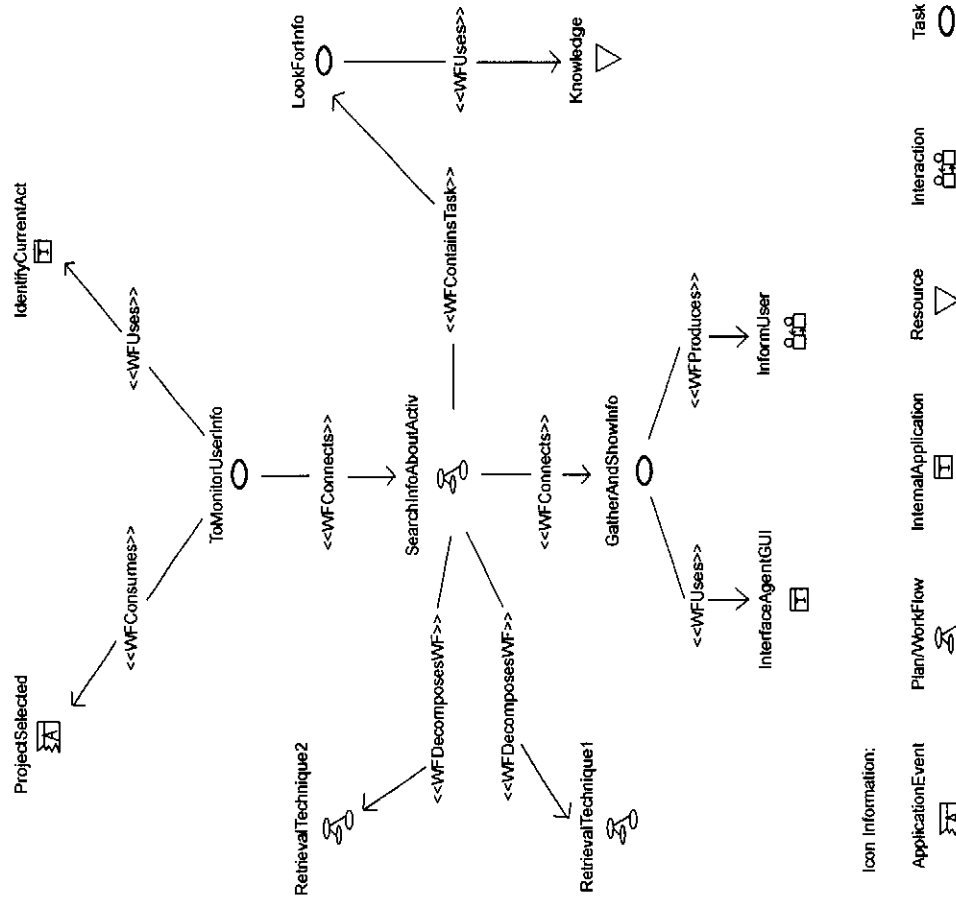 ProjectSelected
IdentifyCurrentAct
<<WFConsumes>>
<<WFUses>>
ToMonitorUserInfo
LookForInfo
<<WFConnects>>
<<WFUses>>
RetrievalTechnique2
<<WFDecomposesWF>>
SearchInfoAboutActiv
<<WFContainsTask>>
Knowledge
<<WFDecomposesWF>>
<<WFConnects>>
RetrievalTechnique1
GatherAndShowInfo
<<WFUses>>
<<WFProduces>>
InterfaceAgentGUI
InformUser
Icon Information:
ApplicationEvent
Plan/WorkFlow
InternalApplication
Resource
Interaction
Task